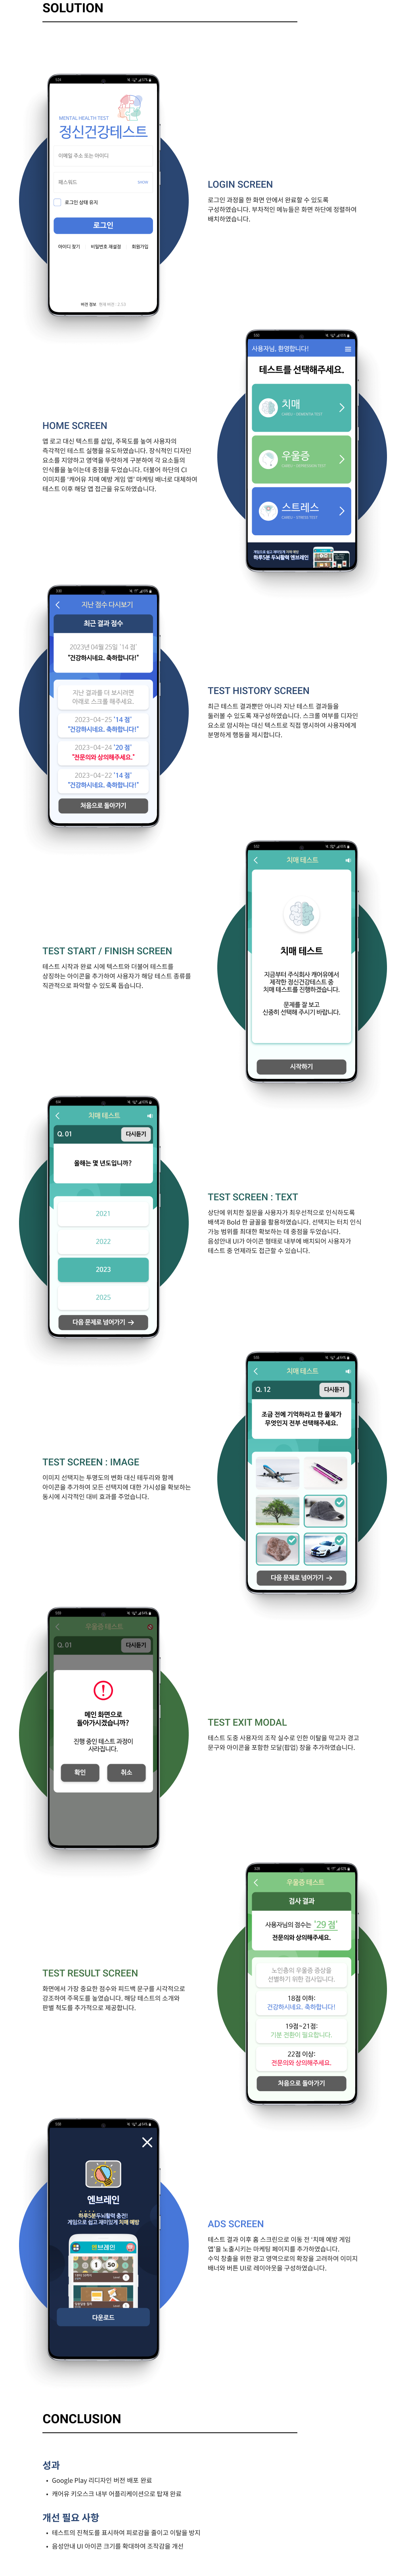 SOLUTION
MENTAL HEALTH TEST
정신건강테스트
이메일 주소 또는 아이디
패스워드
SHOW
로그인 상태 유지
로그인
아이디 찾기 비밀번호 재설정 회원가입
버전 정보
LOGIN SCREEN
로그인 과정을 한 화면 안에서 완료할 수 있도록
구성하였습니다. 부차적인 메뉴들은 화면 하단에 정렬하여
배치하였습니다.
사용자님, 환영합니다!
테스트를 선택해주세요.
치매
우울증
스트레스
하루5분 두뇌활력 엔브레인
HOME SCREEN
앱 로고 대신 텍스트를 삽입, 주목도를 높여 사용자의
즉각적인 테스트 실행을 유도하였습니다. 장식적인 디자인
요소를 지양하고 영역을 뚜렷하게 구분하여 각 요소들의
인식률을 높이는데 중점을 두었습니다. 더불어 하단의 CI
이미지를 '캐어유 치매 예방 게임 앱' 마케팅 배너로 대체하여
테스트 이후 해당 앱 접근을 유도하였습니다.
지난 점수 다시보기
최근 결과 점수
2023년 04월 25일 '14 점'
"건강하시네요. 축하합니다!"
지난 결과를 더 보시려면
아래로 스크롤 해주세요.
2023-04-25 '14 점'
"건강하시네요. 축하합니다!"
2023-04-24 '20 점'
"전문의와 상의해주세요."
2023-04-22 '14 점'
"건강하시네요. 축하합니다!"
처음으로 돌아가기
TEST HISTORY SCREEN
최근 테스트 결과뿐만 아니라 지난 테스트 결과들을
돌아볼 수 있도록 재구성하였습니다. 스크롤 여부를 디자인
요소로 암시하는 대신 텍스트로 직접 명시하여 사용자에게
분명하게 행동을 제시합니다.
치매 테스트
치매 테스트
지금부터 주식회사 캐어유에서
제작한 정신건강테스트 중
치매 테스트를 진행하겠습니다.
문제를 잘 보고
신중히 선택해 주시기 바랍니다.
시작하기
TEST START / FINISH SCREEN
테스트 시작과 완료 시에 텍스트와 더불어 테스트를
상징하는 아이콘을 추가하여 사용자가 해당 테스트 종류를
직관적으로 파악할 수 있도록 돕습니다.
치매 테스트
Q. 01
다시듣기
올해는 몇 년도입니까?
2021
2022
2023
2025
다음 문제로 넘어가기 →
TEST SCREEN : TEXT
상단에 위치한 질문을 사용자가 최우선적으로 인식하도록
배색과 Bold 한 글꼴을 활용하였습니다. 선택지는 터치 인식
가능 범위를 최대한 확보하는 데 중점을 두었습니다.
음성안내 UI가 아이콘 형태로 내부에 배치되어 사용자가
테스트 중 언제라도 접근할 수 있습니다.
치매 테스트
Q. 12
다시듣기
조금 전에 기억하라고 한 물체가
무엇인지 전부 선택해주세요.
다음 문제로 넘어가기 →
TEST SCREEN : IMAGE
이미지 선택지는 투명도의 변화 대신 테두리와 함께
아이콘을 추가하여 모든 선택지에 대한 가시성을 확보하는
동시에 시각적인 대비 효과를 주었습니다.
우울증 테스트
Q. 01
다시듣기
메인 화면으로
돌아가시겠습니까?
진행 중인 테스트 과정이
사라집니다.
확인 취소
TEST EXIT MODAL
테스트 도중 사용자의 조작 실수로 인한 이탈을 막고자 경고
문구와 아이콘을 포함한 모달(팝업) 창을 추가하였습니다.
우울증 테스트
검사 결과
사용자님의 점수는 '29 점'
전문의와 상의해주세요.
노인층의 우울증 증상을
선별하기 위한 검사입니다.
18점 이하:
건강하시네요. 축하합니다!
19점~21점:
기분 전환이 필요합니다.
22점 이상:
전문의와 상의해주세요.
처음으로 돌아가기
TEST RESULT SCREEN
화면에서 가장 중요한 점수와 피드백 문구를 시각적으로
강조하여 주목도를 높였습니다. 해당 테스트의 소개와
판별 척도를 추가적으로 제공합니다.
엔브레인
하루5분두뇌활력 충전!
게임으로 쉽고 재미있게 치매 예방
엔브레인
1 50
다운로드
ADS SCREEN
테스트 결과 이후 홈 스크린으로 이동 전 '치매 예방 게임
앱'을 노출시키는 마케팅 페이지를 추가하였습니다.
수익 창출을 위한 광고 영역으로의 확장을 고려하여 이미지
배너와 버튼 UI로 레이아웃을 구성하였습니다.
CONCLUSION
성과
• Google Play 리디자인 버전 배포 완료
• 캐어유 키오스크 내부 어플리케이션으로 탑재 완료
개선 필요 사항
• 테스트의 진척도를 표시하여 피로감을 줄이고 이탈을 방지
• 음성안내 UI 아이콘 크기를 확대하여 조작감을 개선